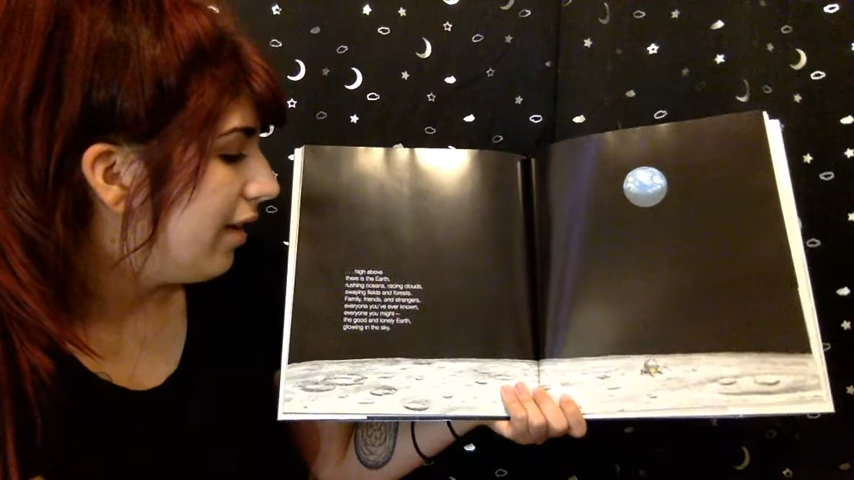 . . . high above
there is the Earth,
rushing oceans, racing clouds,
swaying fields and forests.
Family, friends, and strangers,
everyone you've ever known,
everyone you might—
the good and lonely Earth,
glowing in the sky.